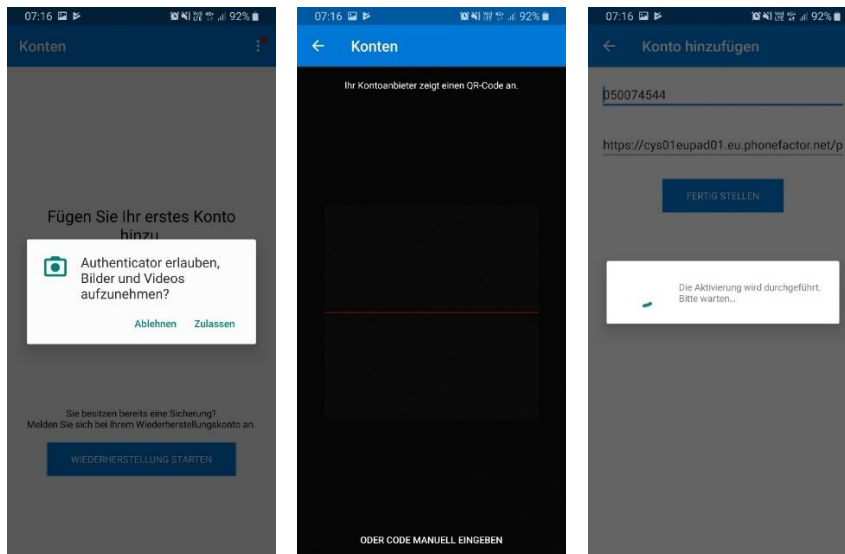 07:16 92%
Konten
Fügen Sie Ihr erstes Konto
hinzu
Authenticator erlauben,
Bilder und Videos
aufzunehmen?
Ablehnen Zulassen
Sie besitzen bereits eine Sicherung?
Melden Sie sich bei Ihrem Wiederherstellungskonto an.
WIEDERHERSTELLUNG STARTEN
07:16 92%
Konten
Ihr Kontoanbieter zeigt einen QR-Code an.
ODER CODE MANUELL EINGEBEN
07:16 92%
Konto hinzufügen
050074544
https://cys01eupad01.eu.phonefactor.net/p
FERTIG STELLEN
Die Aktivierung wird durchgeführt.
Bitte warten...